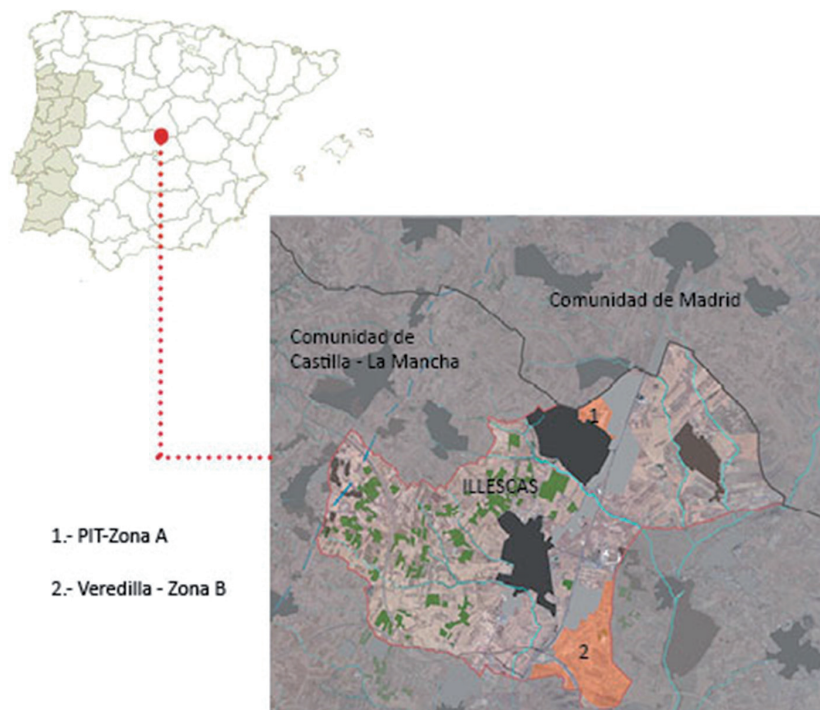 Comunidad de Madrid
Comunidad de
Castilla - La Mancha
1
ILLESCAS
1.- PIT-Zona A
2.- Veredilla - Zona B
2